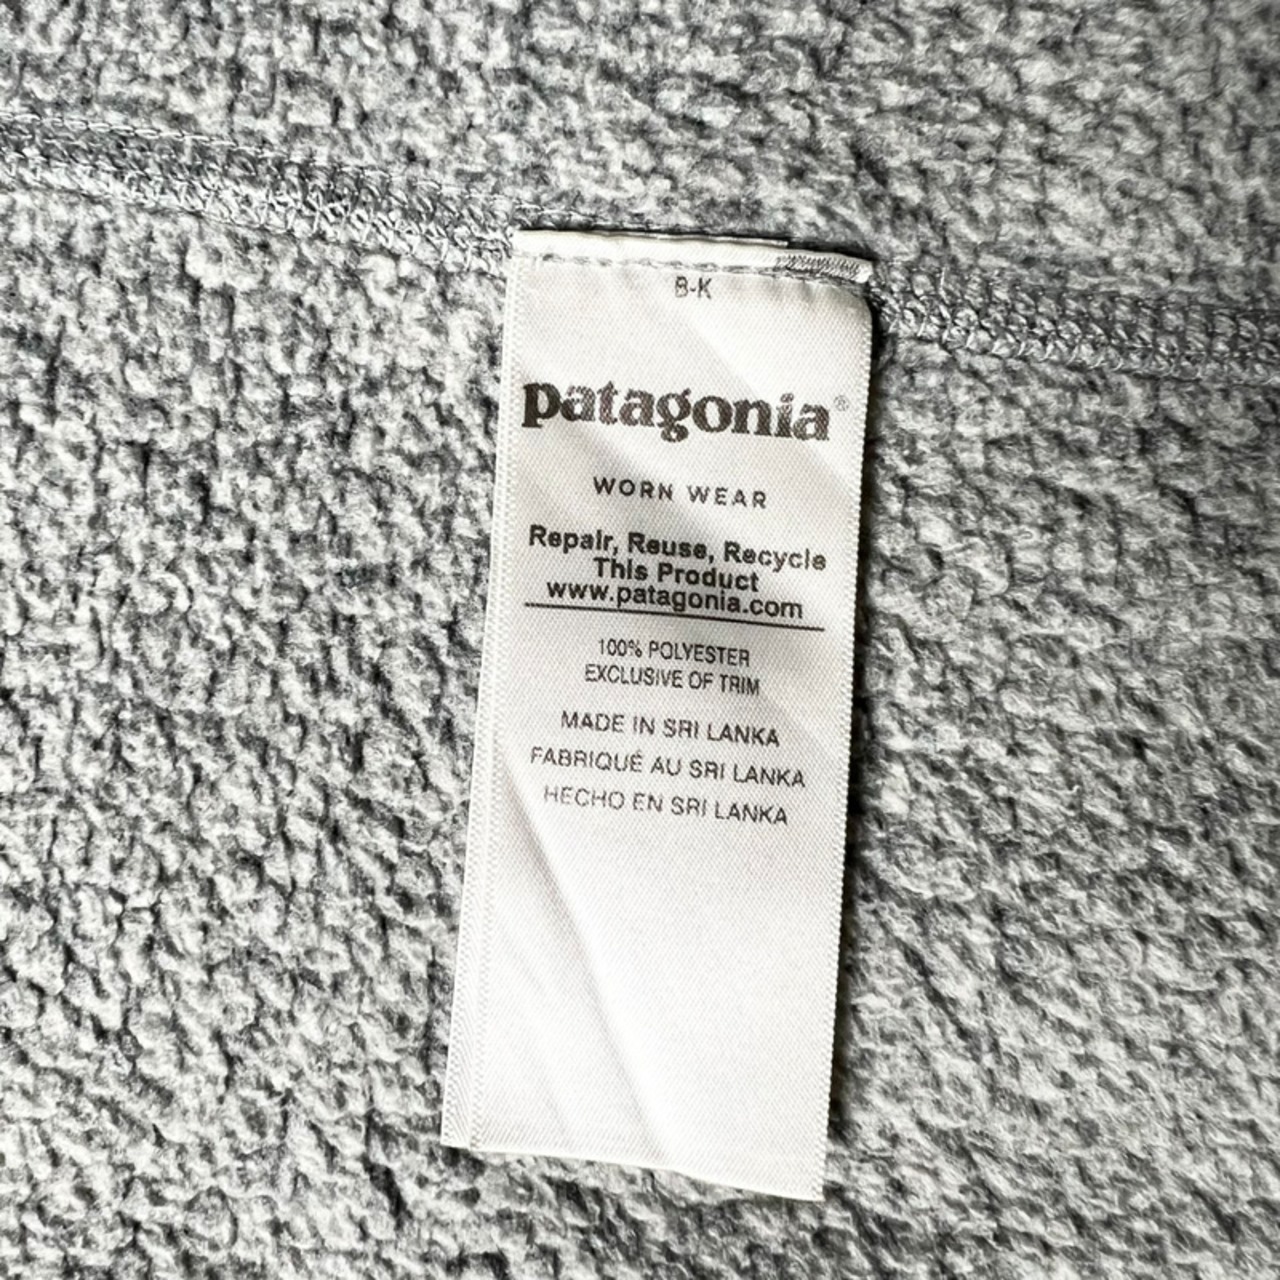 8-K
patagonia®
WORN WEAR
Repair, Reuse, Recycle
This Product
www.patagonia.com
100% POLYESTER
EXCLUSIVE OF TRIM
MADE IN SRI LANKA
FABRIQUÉ AU SRI LANKA
HECHO EN SRI LANKA